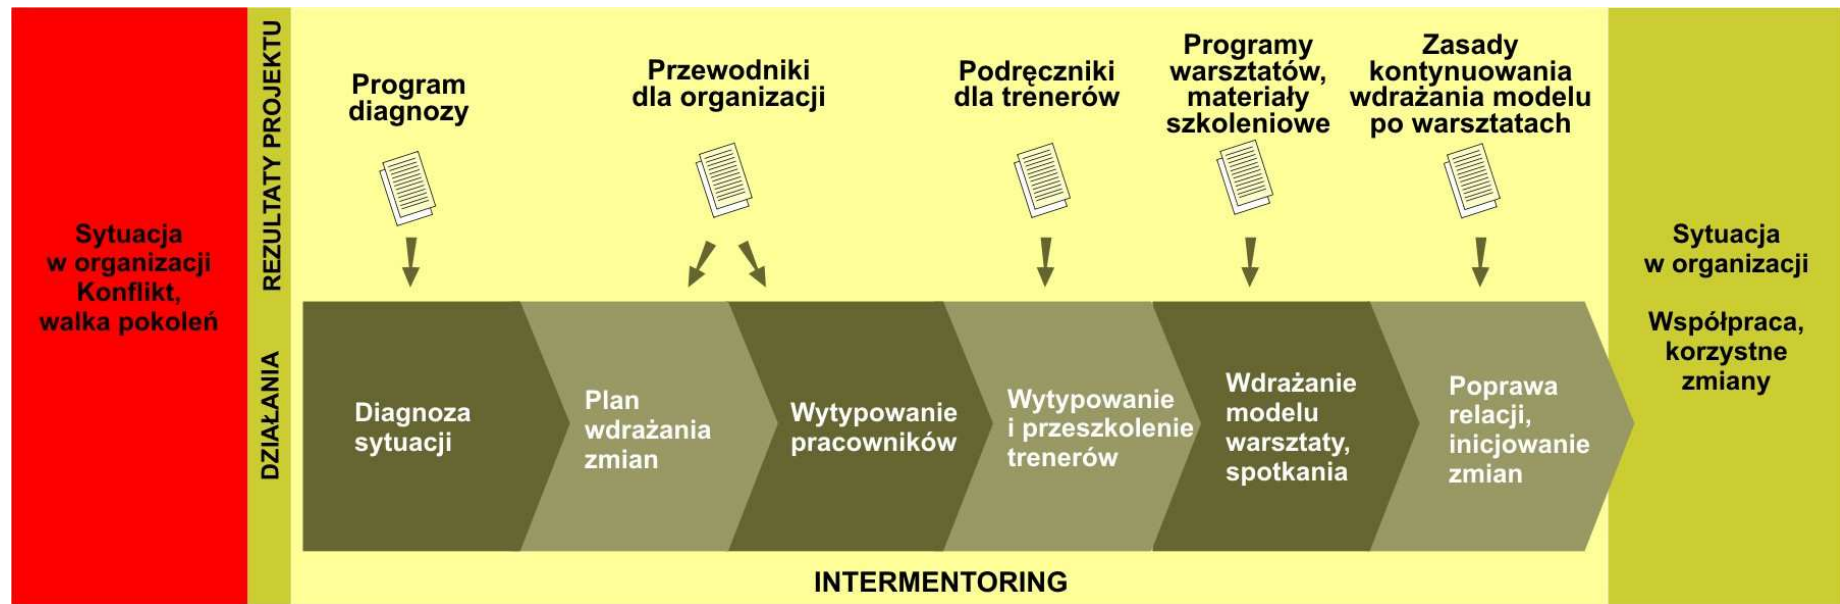 Sytuacja
w organizacji
Konflikt,
walka pokoleń
REZULTATY PROJEKTU
DZIAŁANIA
Program
diagnozy
Przewodniki
dla organizacji
Podręczniki
dla trenerów
Programy
warsztatów,
materiały
szkoleniowe
Zasady
kontynuowania
wdrażania modelu
po warsztatach
Diagnoza
sytuacji
Plan
wdrażania
zmian
Wytypowanie
pracowników
Wytypowanie
i przeszkolenie
trenerów
Wdrażanie
modelu
warsztaty,
spotkania
Poprawa
relacji,
inicjowanie
zmian
INTERMENTORING
Sytuacja
w organizacji
Współpraca,
korzystne
zmiany